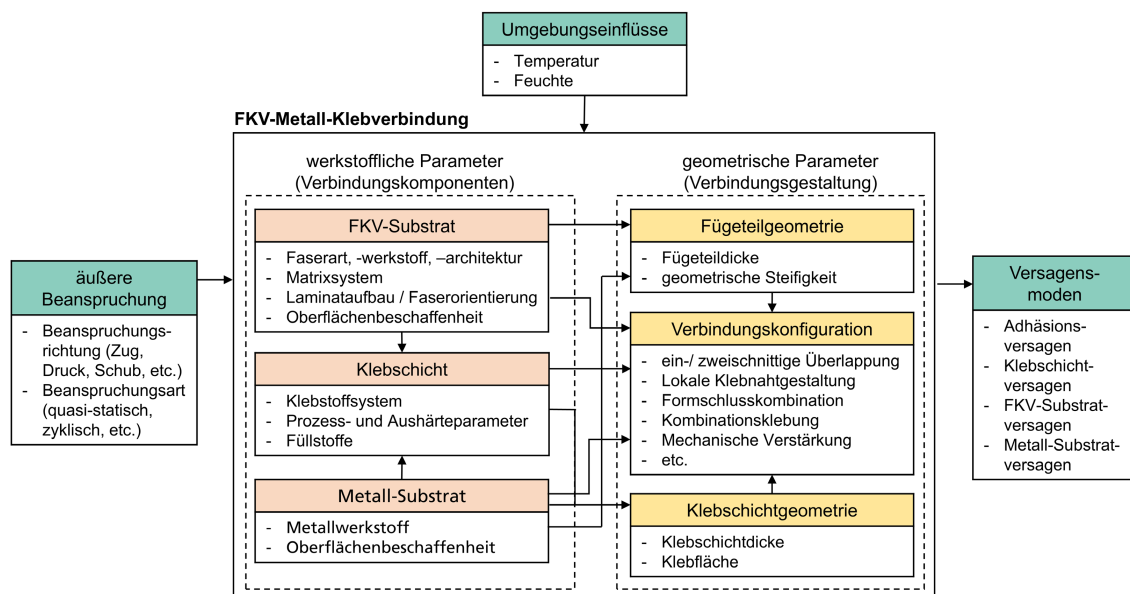 Umgebungseinflüsse
- Temperatur
- Feuchte
FKV-Metall-Klebverbindung
werkstoffliche Parameter
(Verbindungskomponenten)
geometrische Parameter
(Verbindungsgestaltung)
äußere
Beanspruchung
- Beanspruchungs-
richtung (Zug,
Druck, Schub, etc.)
- Beanspruchungsart
(quasi-statisch,
zyklisch, etc.)
FKV-Substrat
- Faserart, -werkstoff, –architektur
- Matrixsystem
- Laminataufbau / Faserorientierung
- Oberflächenbeschaffenheit
Klebschicht
- Klebstoffsystem
- Prozess- und Aushärteparameter
- Füllstoffe
Metall-Substrat
- Metallwerkstoff
- Oberflächenbeschaffenheit
Fügeteilgeometrie
- Fügeteildicke
- geometrische Steifigkeit
Verbindungskonfiguration
- ein-/ zweischnittige Überlappung
- Lokale Klebnahtgestaltung
- Formschlusskombination
- Kombinationsklebung
- Mechanische Verstärkung
- etc.
Klebschichtgeometrie
- Klebschichtdicke
- Klebfläche
Versagens-
moden
- Adhäsions-
versagen
- Klebschicht-
versagen
- FKV-Substrat-
versagen
- Metall-Substrat-
versagen